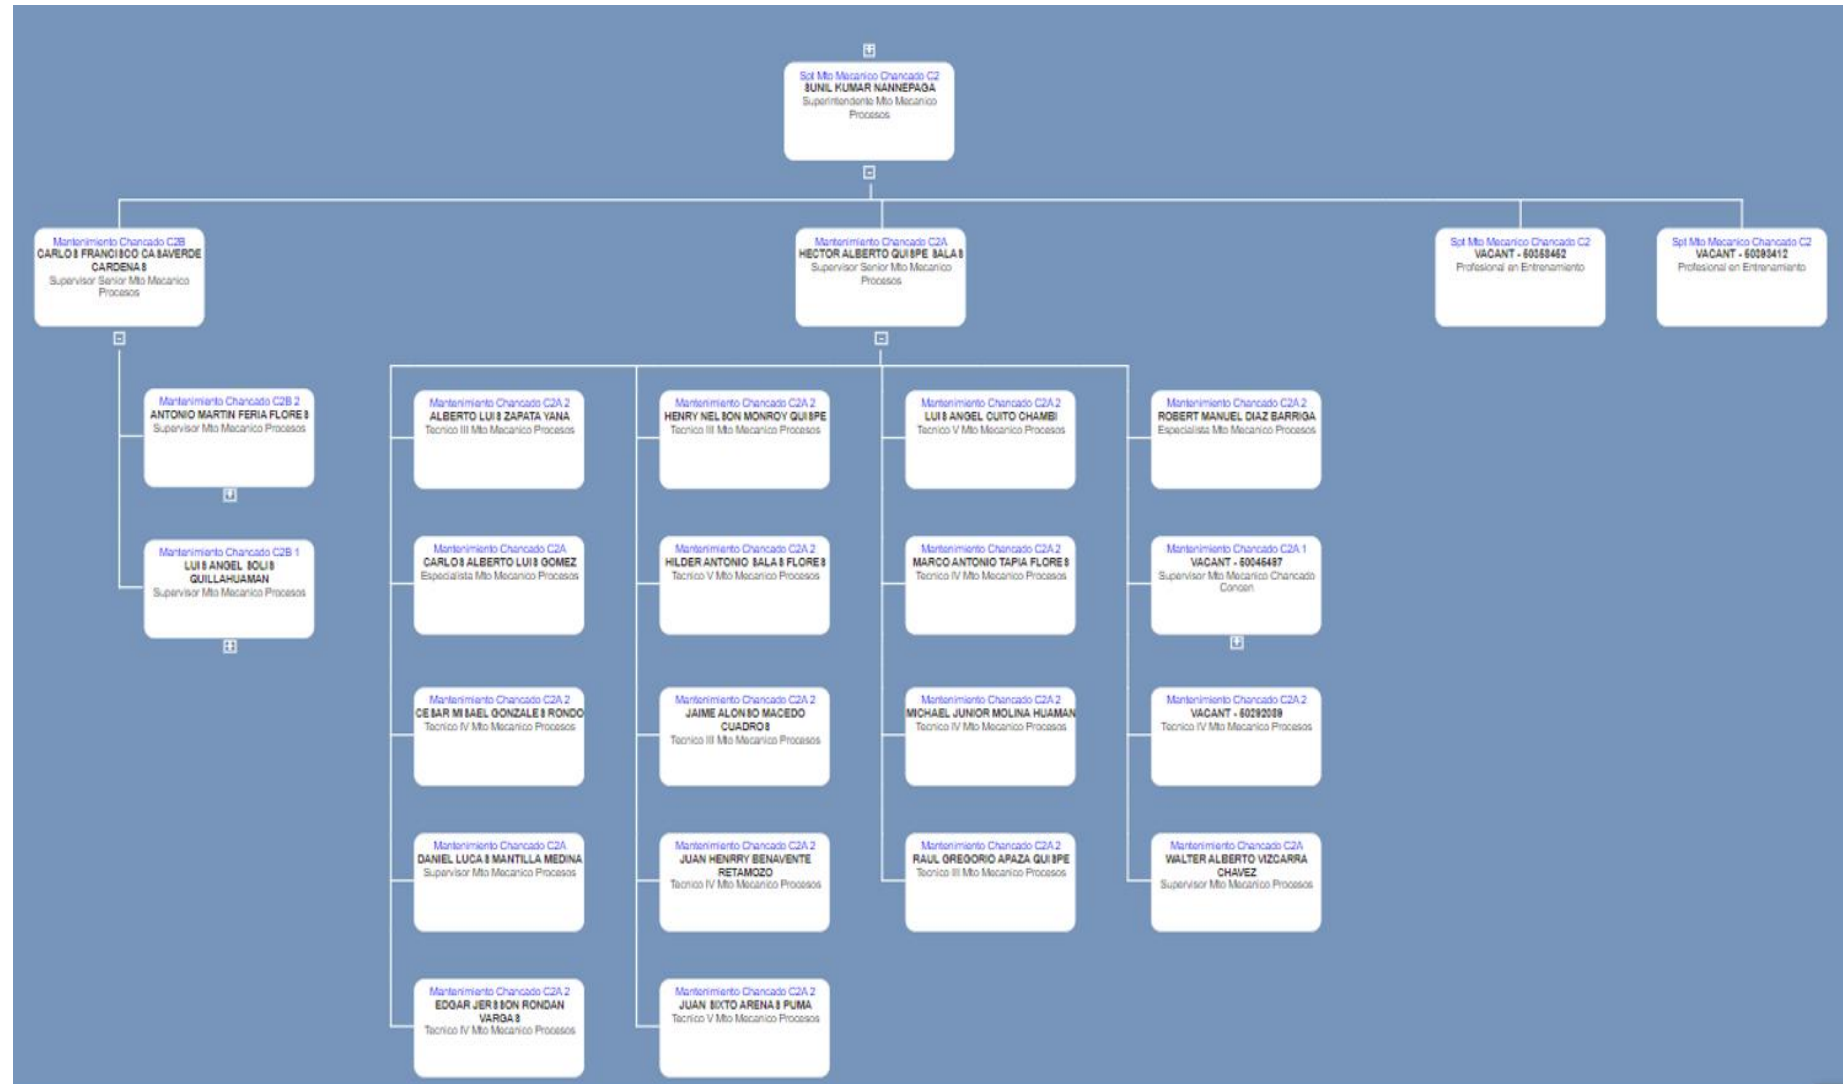 Spt Mto Mecanico Chancado C2
SUNIL KUMAR NANNEPAGA
Superintendente Mto Mecanico
Procesos
Mantenimiento Chancado C2B
CARLOS FRANCISCO CASAVERDE
CARDENAS
Supervisor Senior Mto Mecanico
Procesos
Mantenimiento Chancado C2A
HECTOR ALBERTO QUISPE SALAS
Supervisor Senior Mto Mecanico
Procesos
Spt Mto Mecanico Chancado C2
VACANT -
Profesional en Entrenamiento
Spt Mto Mecanico Chancado C2
VACANT -
Profesional en Entrenamiento
Mantenimiento Chancado C2B 2
ANTONIO MARTIN FERIA FLORES
Supervisor Mto Mecanico Procesos
Mantenimiento Chancado C2B 1
LUIS ANGEL SOLIS
QUILLAHUAMAN
Supervisor Mto Mecanico Procesos
Mantenimiento Chancado C2A 2
ALBERTO LUIS ZAPATA YANA
Tecnico III Mto Mecanico Procesos
Mantenimiento Chancado C2A
CARLOS ALBERTO LUIS GOMEZ
Especialista Mto Mecanico Procesos
Mantenimiento Chancado C2A 2
CESAR MISAEL GONZALES RONDO
Tecnico IV Mto Mecanico Procesos
Mantenimiento Chancado C2A
DANIEL LUCAS MANTILLA MEDINA
Supervisor Mto Mecanico Procesos
Mantenimiento Chancado C2A 2
EDGAR JERSSON RONDAN
VARGAS
Tecnico IV Mto Mecanico Procesos
Mantenimiento Chancado C2A 2
HENRY NELSON MONROY QUISPE
Tecnico III Mto Mecanico Procesos
Mantenimiento Chancado C2A 2
HILDER ANTONIO SALAS FLORES
Tecnico V Mto Mecanico Procesos
Mantenimiento Chancado C2A 2
JAIME ALONSO MACEDO
CUADROS
Tecnico III Mto Mecanico Procesos
Mantenimiento Chancado C2A 2
JUAN HENRRY BENAVENTE
RETAMOZO
Tecnico IV Mto Mecanico Procesos
Mantenimiento Chancado C2A 2
JUAN SIXTO ARENAS PUMA
Tecnico V Mto Mecanico Procesos
Mantenimiento Chancado C2A 2
LUIS ANGEL CUITO CHAMBI
Tecnico V Mto Mecanico Procesos
Mantenimiento Chancado C2A 2
MARCO ANTONIO TAPIA FLORES
Tecnico IV Mto Mecanico Procesos
Mantenimiento Chancado C2A 2
MICHAEL JUNIOR MOLINA HUAMAN
Tecnico IV Mto Mecanico Procesos
Mantenimiento Chancado C2A 2
RAUL GREGORIO APAZA QUISPE
Tecnico III Mto Mecanico Procesos
Mantenimiento Chancado C2A 2
ROBERT MANUEL DIAZ BARRIGA
Especialista Mto Mecanico Procesos
Mantenimiento Chancado C2A 1
VACANT -
Supervisor Mto Mecanico Chancado
Concen
Mantenimiento Chancado C2A 2
VACANT -
Tecnico IV Mto Mecanico Procesos
Mantenimiento Chancado C2A
WALTER ALBERTO VIZCARRA
CHAVEZ
Supervisor Mto Mecanico Procesos